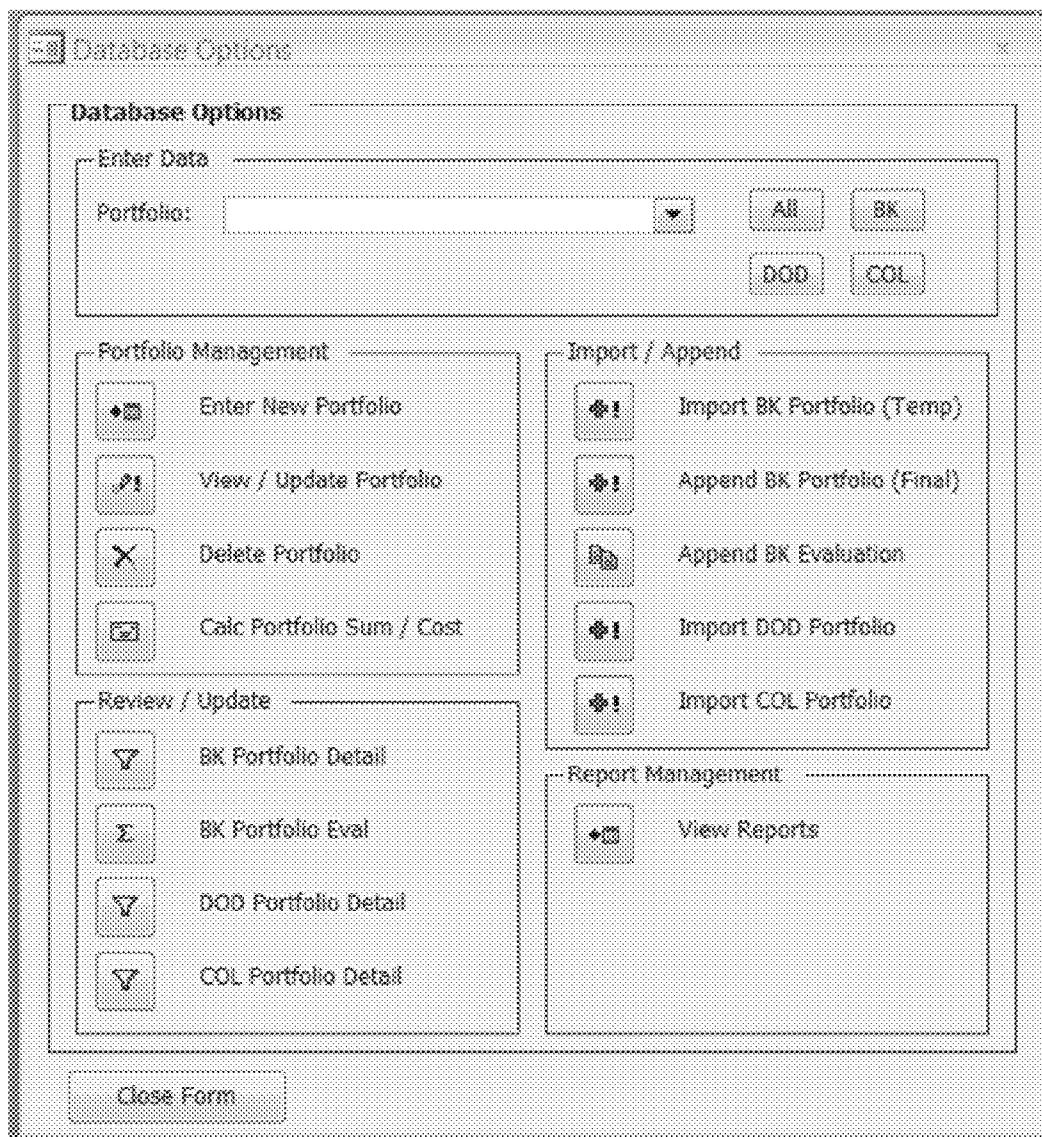 Database Options
Database Options
Enter Data
Portfolio:
All
BK
DOD
COL
Portfolio Management
Enter New Portfolio
View / Update Portfolio
Delete Portfolio
Calc Portfolio Sum / Cost
Review / Update
BK Portfolio Detail
Σ
BK Portfolio Eval
DOD Portfolio Detail
COL Portfolio Detail
Import / Append
Import BK Portfolio (Temp)
Append BK Portfolio (Final)
Append BK Evaluation
Import DOD Portfolio
Import COL Portfolio
Report Management
View Reports
Close Form